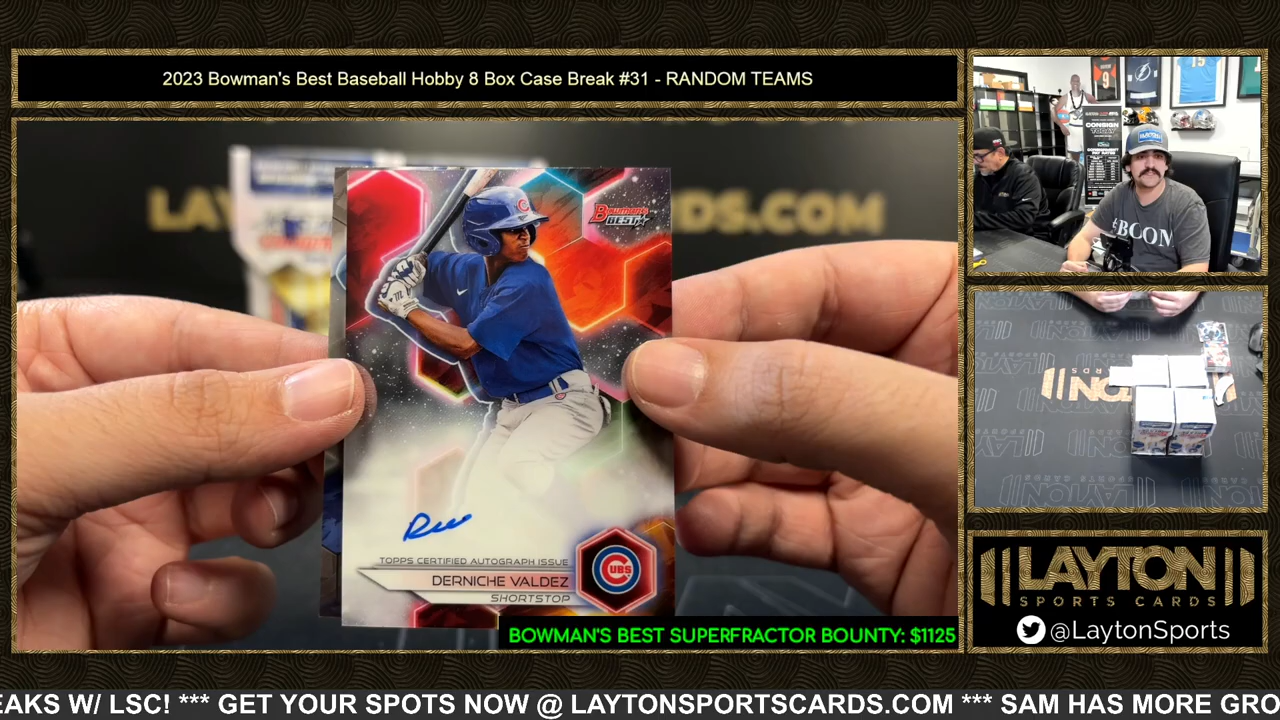 2023 Bowman's Best Baseball Hobby 8 Box Case Break #31 - RANDOM TEAMS
BOWMAN'S
BEST
TOPPS CERTIFIED AUTOGRAPH ISSUE
DERNICHE VALDEZ
SHORTSTOP
CUBS
BOWMAN'S BEST SUPERFRACTOR BOUNTY: $1125
CONSIGN
TODAY
#BOOM
LAYTON
SPORTS CARDS
@LaytonSports
EAKS W/ LSC! *** GET YOUR SPOTS NOW @ LAYTONSPORTSCARDS.COM *** SAM HAS MORE GRO